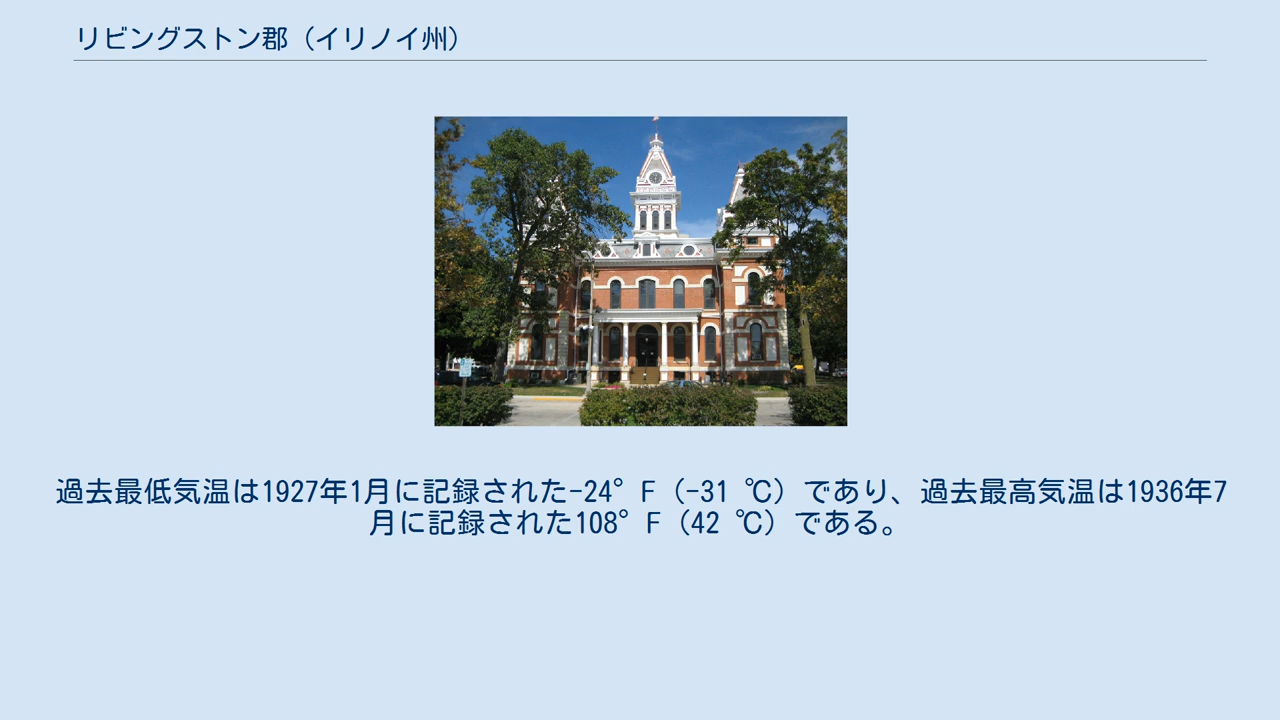 リビングストン郡（イリノイ州）
過去最低気温は1927年1月に記録された-24°F（-31 ℃）であり、過去最高気温は1936年7
月に記録された108°F（42 ℃）である。